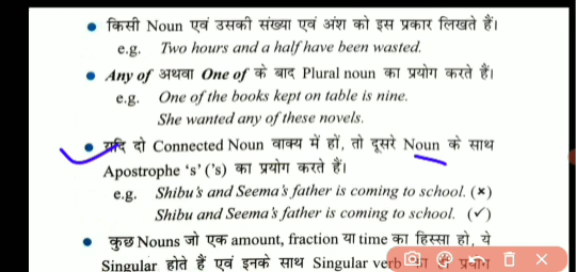 • किसी Noun एवं उसकी संख्या एवं अंश को इस प्रकार लिखते हैं।
e.g. Two hours and a half have been wasted.
• Any of अथवा One of के बाद Plural noun का प्रयोग करते हैं।
e.g. One of the books kept on table is nine.
She wanted any of these novels.
• यदि दो Connected Noun वाक्य में हों, तो दूसरे Noun के साथ
Apostrophe ‘s’ (’s) का प्रयोग करते हैं।
e.g. Shibu’s and Seema’s father is coming to school. (×)
Shibu and Seema’s father is coming to school. (✓)
• कुछ Nouns जो एक amount, fraction या time का हिस्सा हो, ये
Singular होते हैं एवं इनके साथ Singular verb का प्रयोग